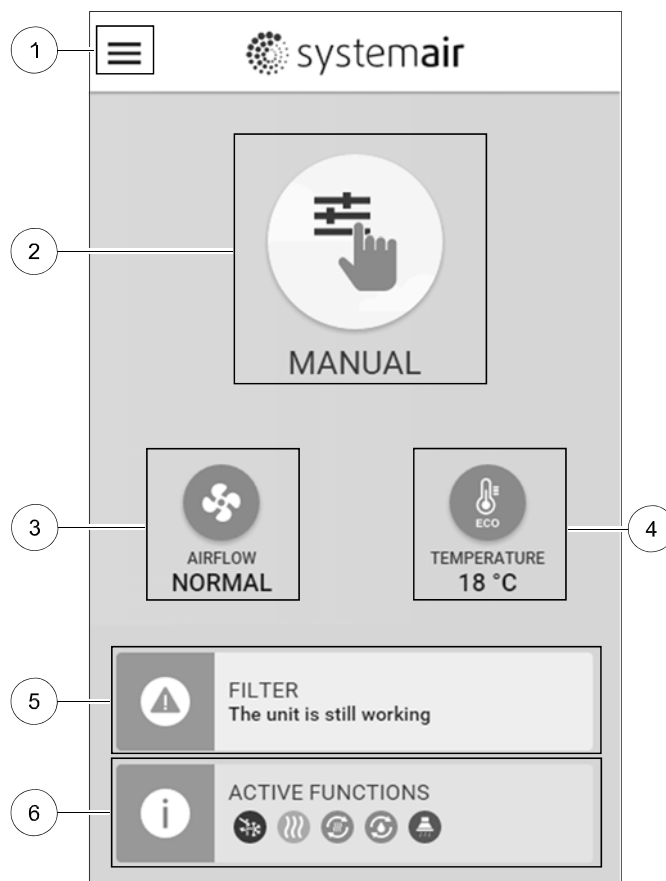 1
systemair
2
MANUAL
3
AIRFLOW
NORMAL
ECO
TEMPERATURE
18 °C
4
5
FILTER
The unit is still working
6
i
ACTIVE FUNCTIONS